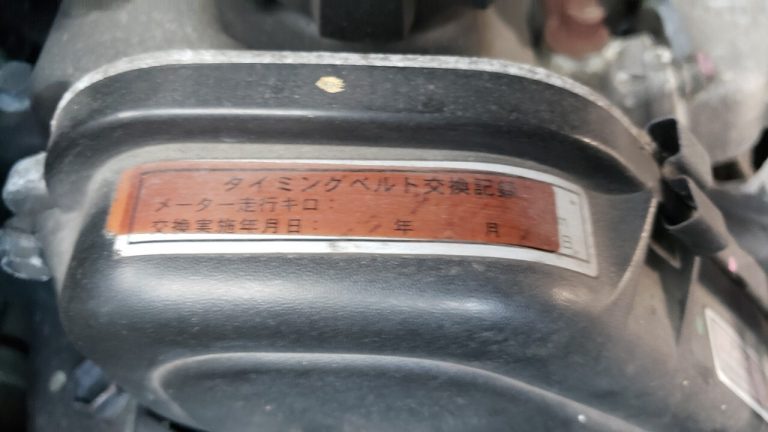 タイミングベルト交換記録
メーター走行キロ：
交換実施年月日： 年 月